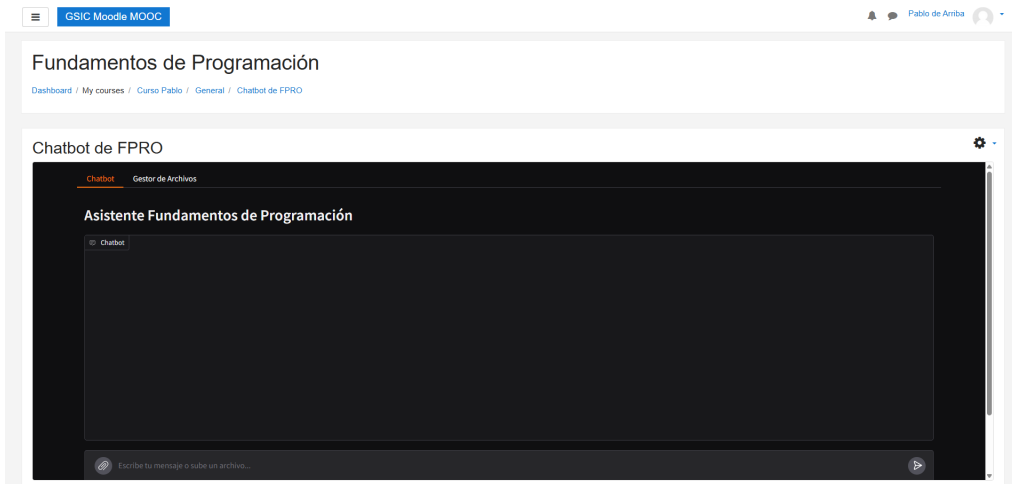 GSIC Moodle MOOC
Pablo de Arriba
Fundamentos de Programación
Dashboard / My courses / Curso Pablo / General / Chatbot de FPRO
Chatbot de FPRO
Chatbot Gestor de Archivos
Asistente Fundamentos de Programación
Chatbot
Escribe tu mensaje o sube un archivo...